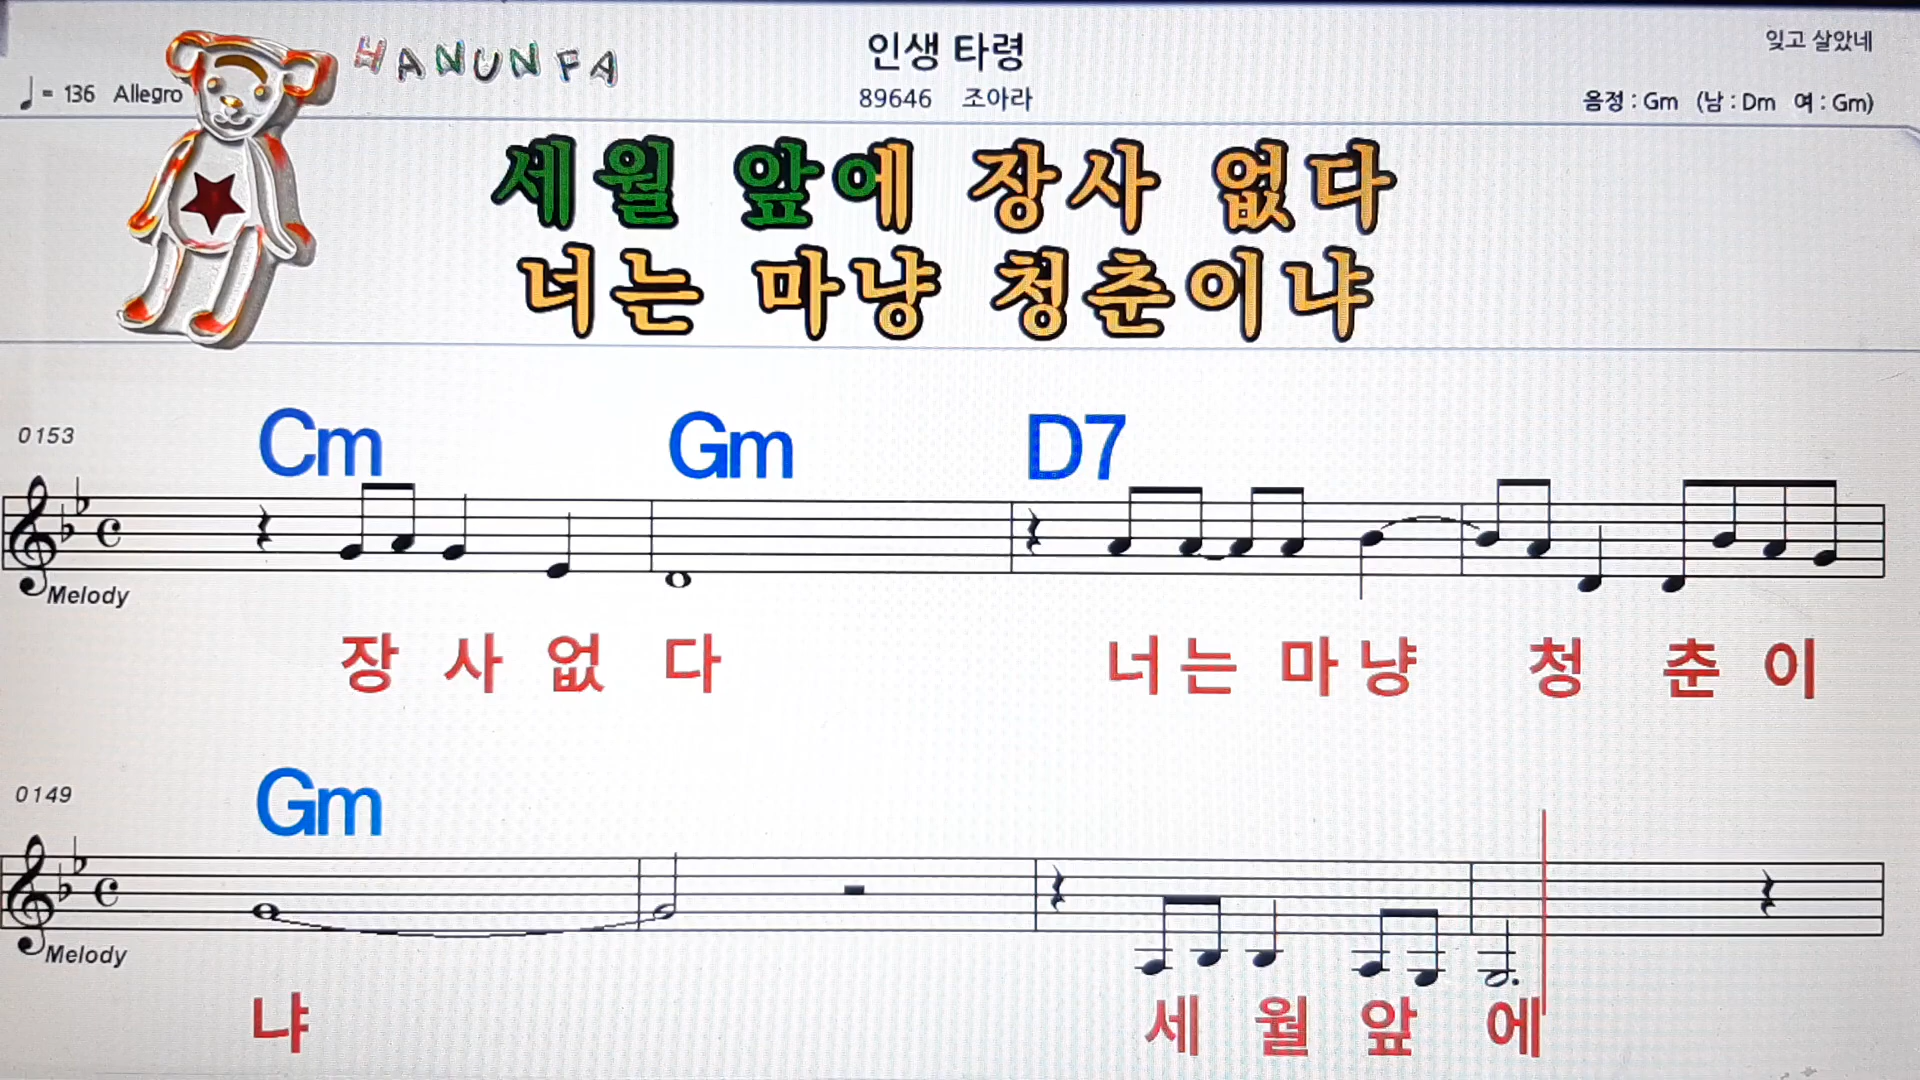 HANUNFA
인생 타령
잊고 살았네
♩= 136 Allegro
89646 조아라
음정 : Gm (남 : Dm 여 : Gm)
세월 앞에 장사 없다
너는 마냥 청춘이냐
0153
Cm Gm D7
Melody
장 사 없 다 너 는 마 냥 청 춘 이
0149
Gm
Melody
냐 세 월 앞 에